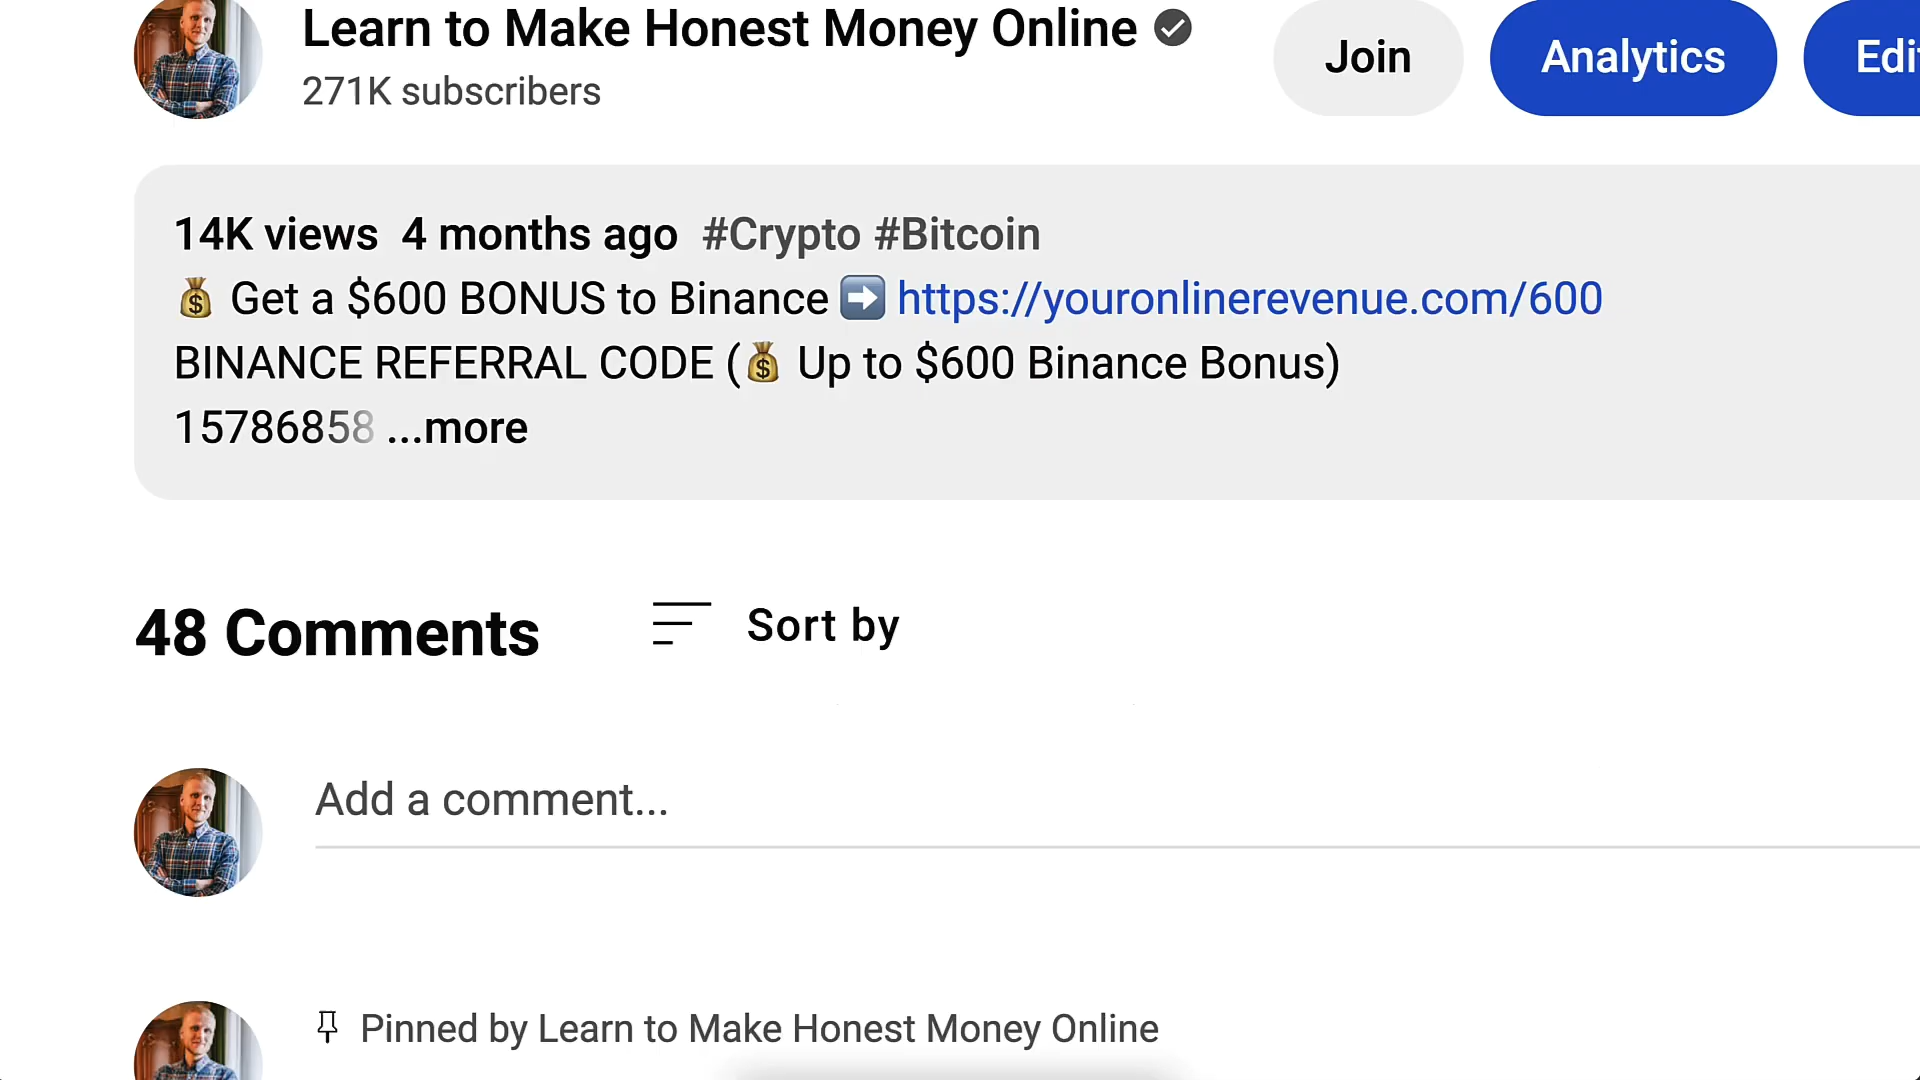 Learn to Make Honest Money Online
271K subscribers
Join
Analytics
14K views 4 months ago #Crypto #Bitcoin
💰 Get a $600 BONUS to Binance ➡️ https://youronlinerevenue.com/600
BINANCE REFERRAL CODE (💰 Up to $600 Binance Bonus)
15786858 ...more
48 Comments
Sort by
Add a comment...
Pinned by Learn to Make Honest Money Online